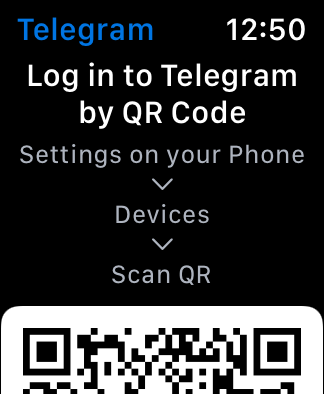 Telegram 12:50
Log in to Telegram
by QR Code
Settings on your Phone
Devices
Scan QR